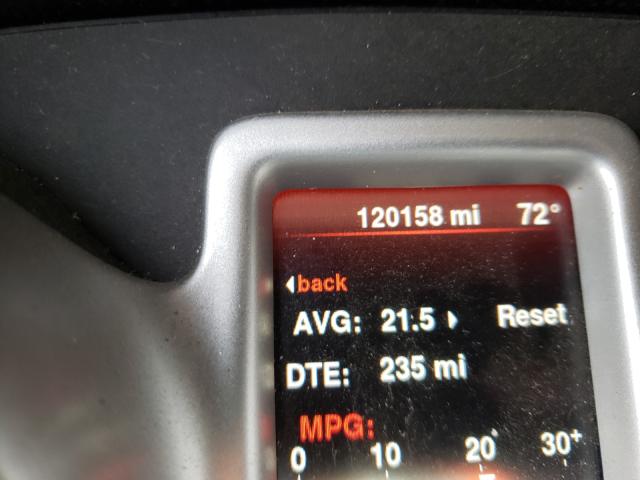 120158 mi 72°
back
AVG: 21.5 Reset
DTE: 235 mi
MPG:
0 10 20 30+